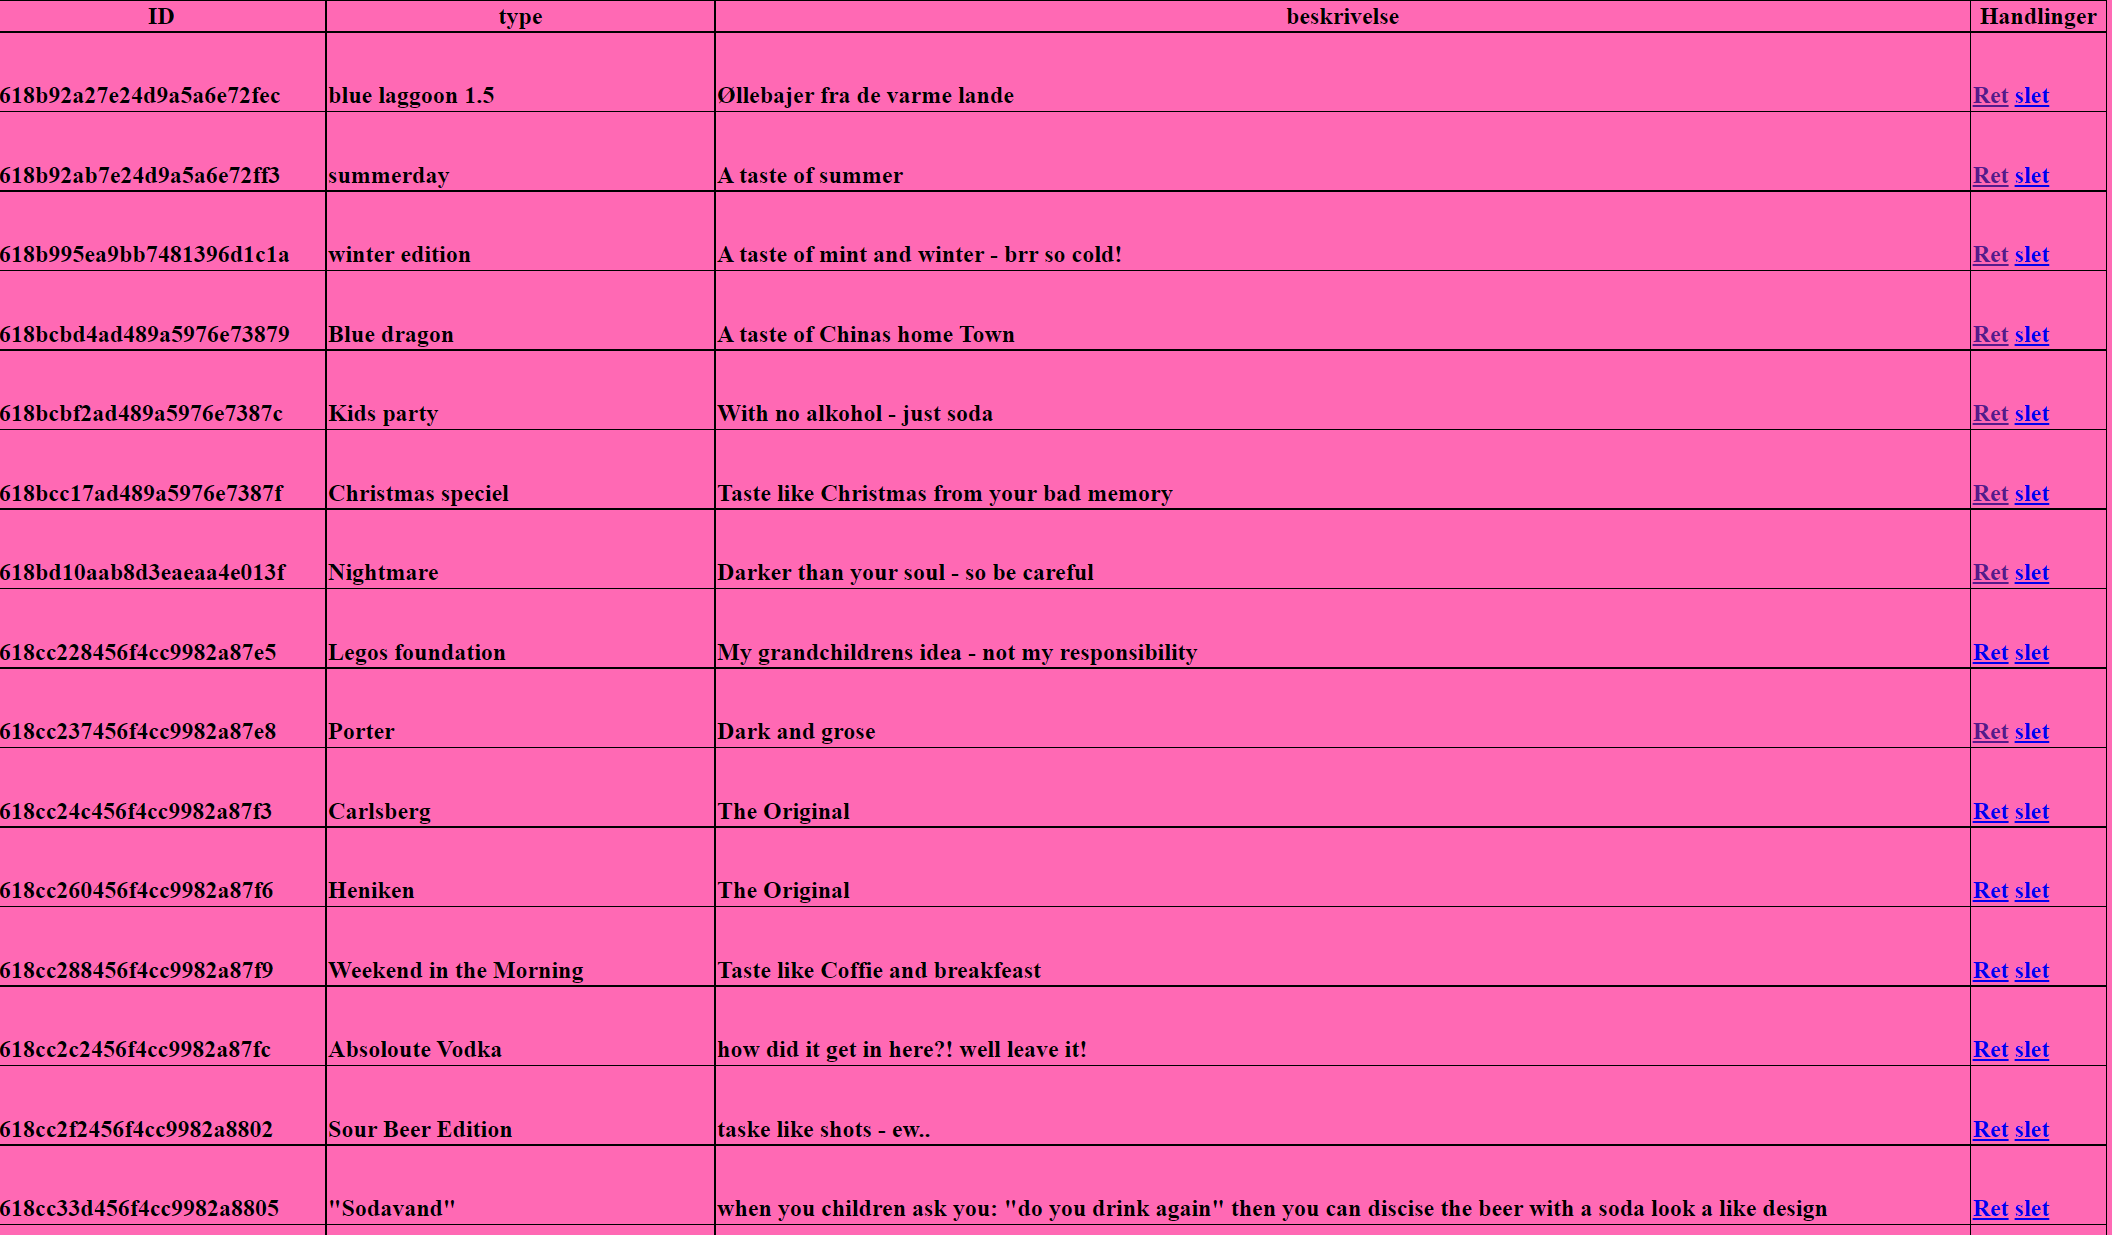 ID type beskrivelse Handlinger
618b92a27e24d9a5a6e72fec blue laggoon 1.5 Øllebajer fra de varme lande Ret slet
618b92ab7e24d9a5a6e72ff3 summerday A taste of summer Ret slet
618b995ea9bb7481396d1c1a winter edition A taste of mint and winter - brr so cold! Ret slet
618bcbd4ad489a5976e73879 Blue dragon A taste of Chinas home Town Ret slet
618bcbf2ad489a5976e7387c Kids party With no alkohol - just soda Ret slet
618bcc17ad489a5976e7387f Christmas speciel Taste like Christmas from your bad memory Ret slet
618bd10aab8d3eaeaa4e013f Nightmare Darker than your soul - so be careful Ret slet
618cc228456f4cc9982a87e5 Legos foundation My grandchildrens idea - not my responsibility Ret slet
618cc237456f4cc9982a87e8 Porter Dark and grose Ret slet
618cc24c456f4cc9982a87f3 Carlsberg The Original Ret slet
618cc260456f4cc9982a87f6 Heniken The Original Ret slet
618cc288456f4cc9982a87f9 Weekend in the Morning Taste like Coffie and breakfeast Ret slet
618cc2c2456f4cc9982a87fc Absoloute Vodka how did it get in here?! well leave it! Ret slet
618cc2f2456f4cc9982a8802 Sour Beer Edition taske like shots - ew.. Ret slet
618cc33d456f4cc9982a8805 "Sodavand" when you children ask you: "do you drink again" then you can discise the beer with a soda look a like design Ret slet